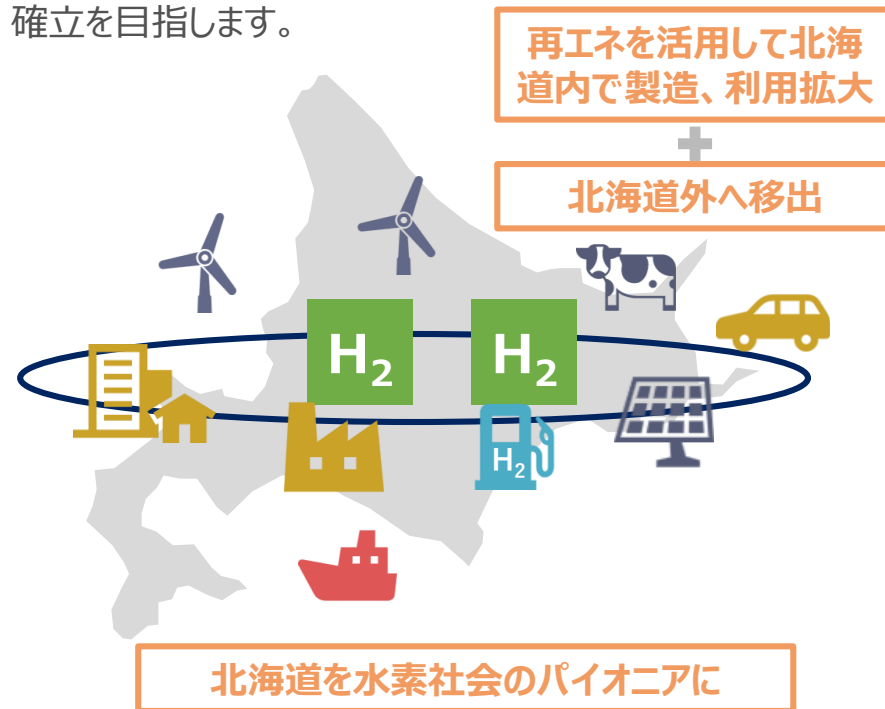 確立を目指します。
再エネを活用して北海
道内で製造、利用拡大
北海道外へ移出
H₂
H₂
H₂
北海道を水素社会のパイオニアに